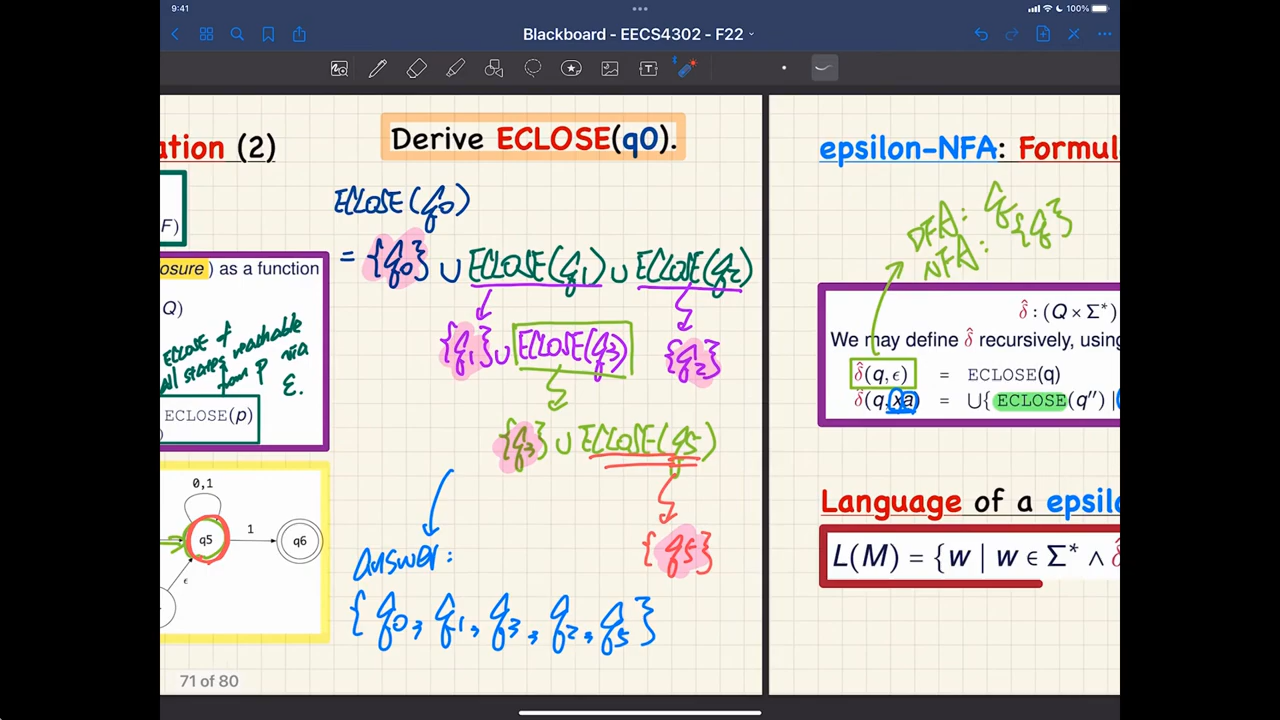 9:41
100%
Blackboard - EECS4302 - F22
ation (2)
F)
osure) as a function
Q)
ECLOSE of
all states reachable
from p via
ε.
ECLOSE(p)
)
0,1
q5
1
q6
ε
71 of 80
Derive ECLOSE(q0).
ECLOSE(q0)
= {q0} ∪ ECLOSE(q1) ∪ ECLOSE(q2)
{q1} ∪ ECLOSE(q3)
{q2}
{q3} ∪ ECLOSE(q5)
{q5}
Answer:
{q0, q1, q3, q2, q5}
epsilon-NFA: Formul
DFA: q
NFA: {q}
δ̂ : (Q × Σ*)
We may define δ̂ recursively, using
δ̂(q, ϵ) = ECLOSE(q)
δ̂(q, xa) = ∪{ ECLOSE(q'') |
Language of a epsi
L(M) = {w | w ∈ Σ* ∧ δ̂